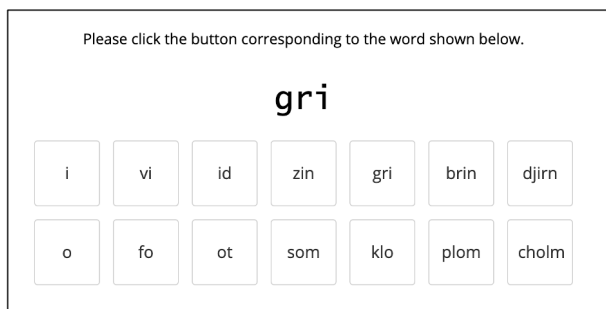 Please click the button corresponding to the word shown below.
gri
i vi id zin gri brin djirn
o fo ot som klo plom cholm